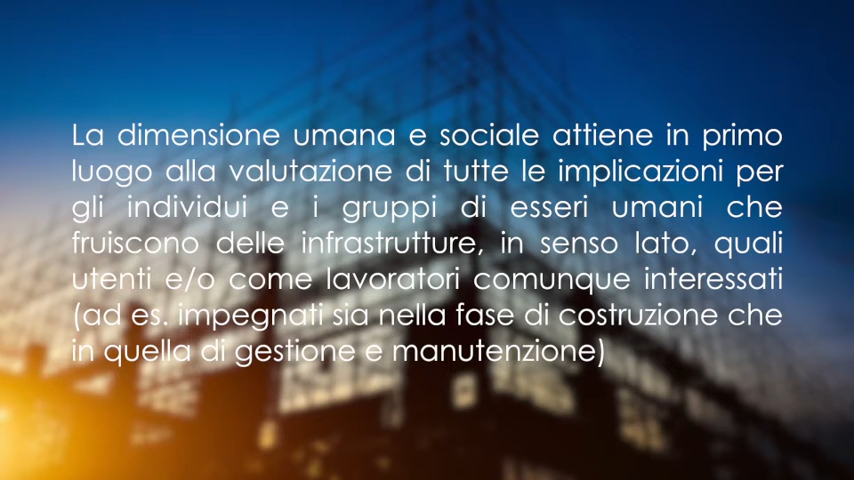 La dimensione umana e sociale attiene in primo
luogo alla valutazione di tutte le implicazioni per
gli individui e i gruppi di esseri umani che
fruiscono delle infrastrutture, in senso lato, quali
utenti e/o come lavoratori comunque interessati
(ad es. impegnati sia nella fase di costruzione che
in quella di gestione e manutenzione)